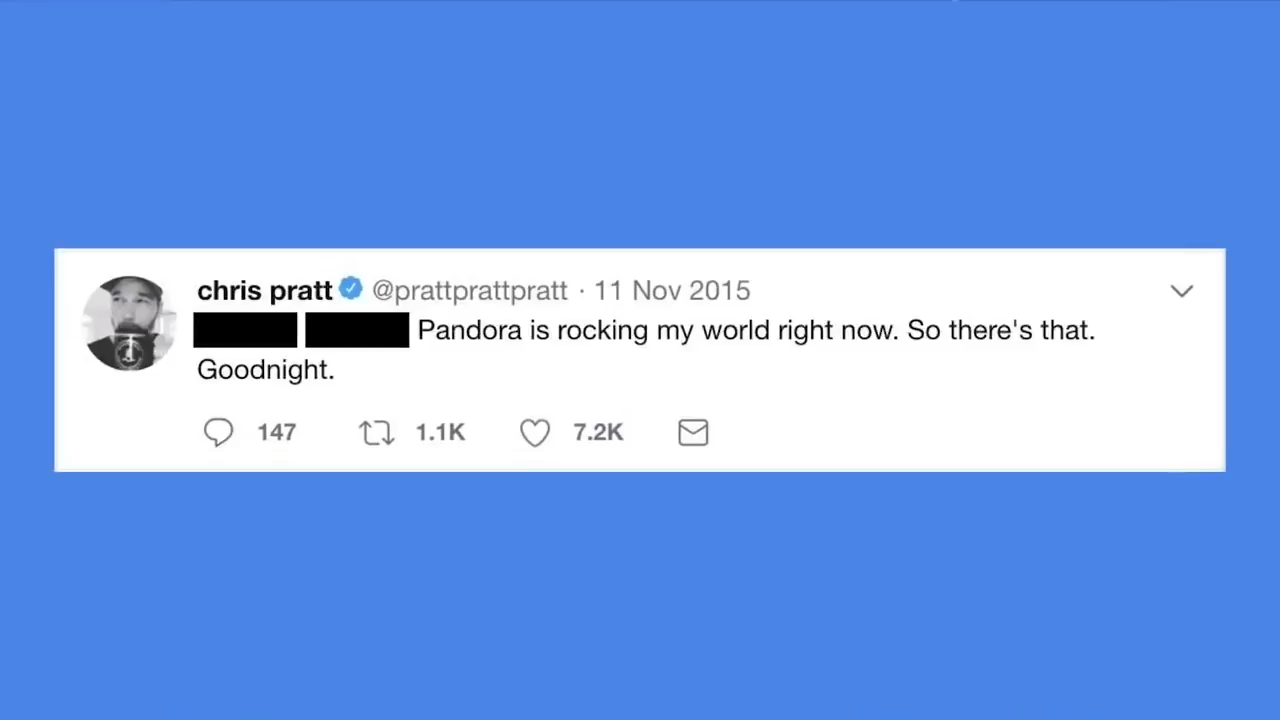 chris pratt @prattprattpratt · 11 Nov 2015
Pandora is rocking my world right now. So there's that.
Goodnight.
147 1.1K 7.2K